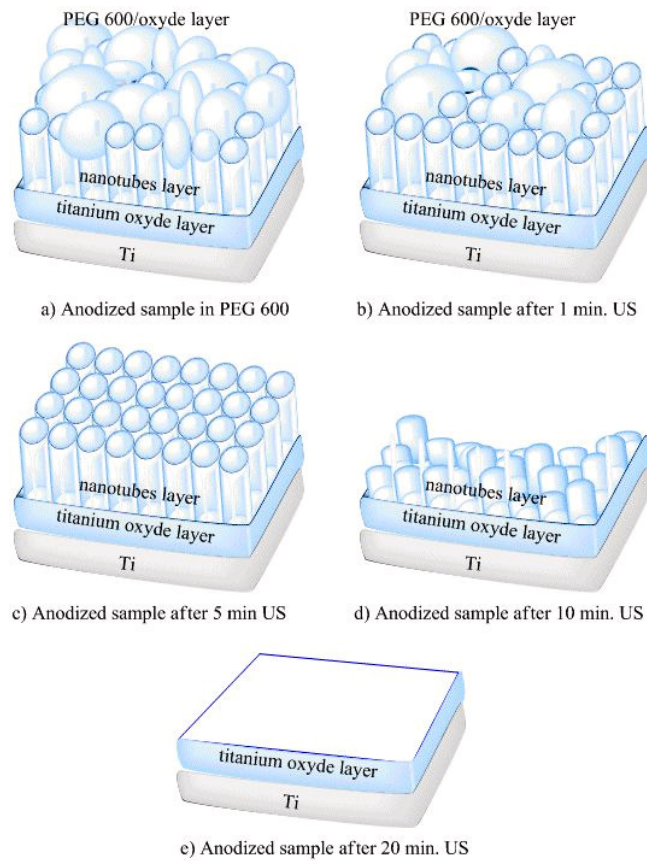 PEG 600/oxyde layer
PEG 600/oxyde layer
nanotubes layer
titanium oxyde layer
Ti
nanotubes layer
titanium oxyde layer
Ti
a) Anodized sample in PEG 600
b) Anodized sample after 1 min. US
nanotubes layer
titanium oxyde layer
Ti
nanotubes layer
titanium oxyde layer
Ti
c) Anodized sample after 5 min US
d) Anodized sample after 10 min. US
titanium oxyde layer
Ti
e) Anodized sample after 20 min. US